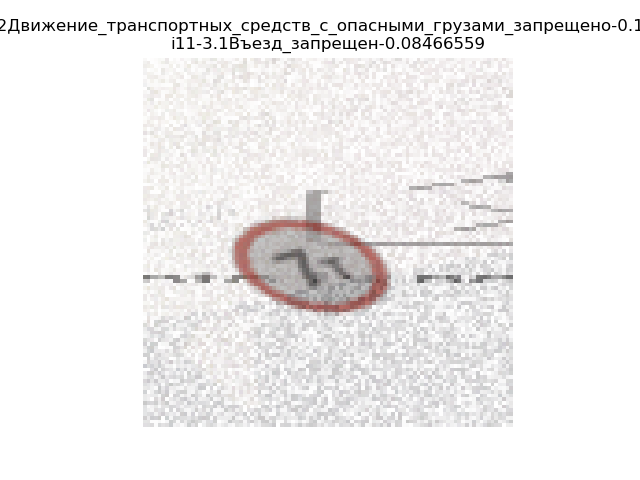 2Движение_транспортных_средств_с_опасными_грузами_запрещено-0.1
i11-3.1Въезд_запрещен-0.08466559